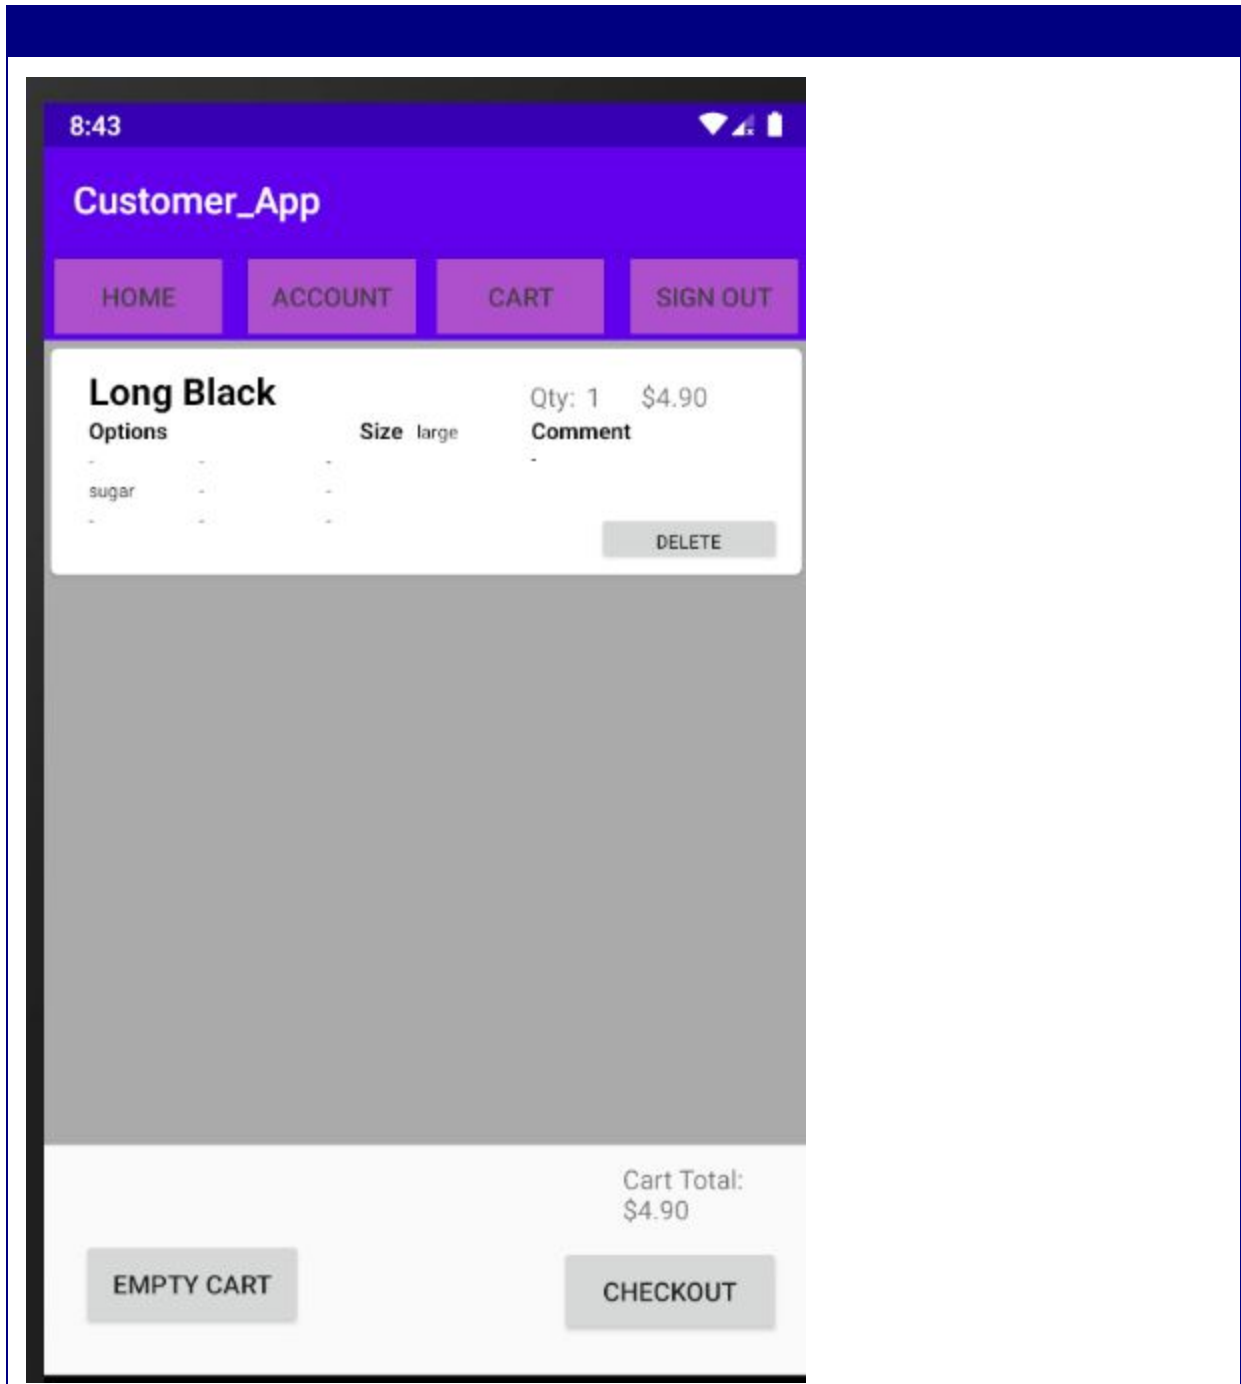 8:43
Customer_App
HOME ACCOUNT CART SIGN OUT
Long Black Qty: 1 $4.90
Options Size large Comment
- - - -
sugar - -
- - -
DELETE
Cart Total:
$4.90
EMPTY CART CHECKOUT